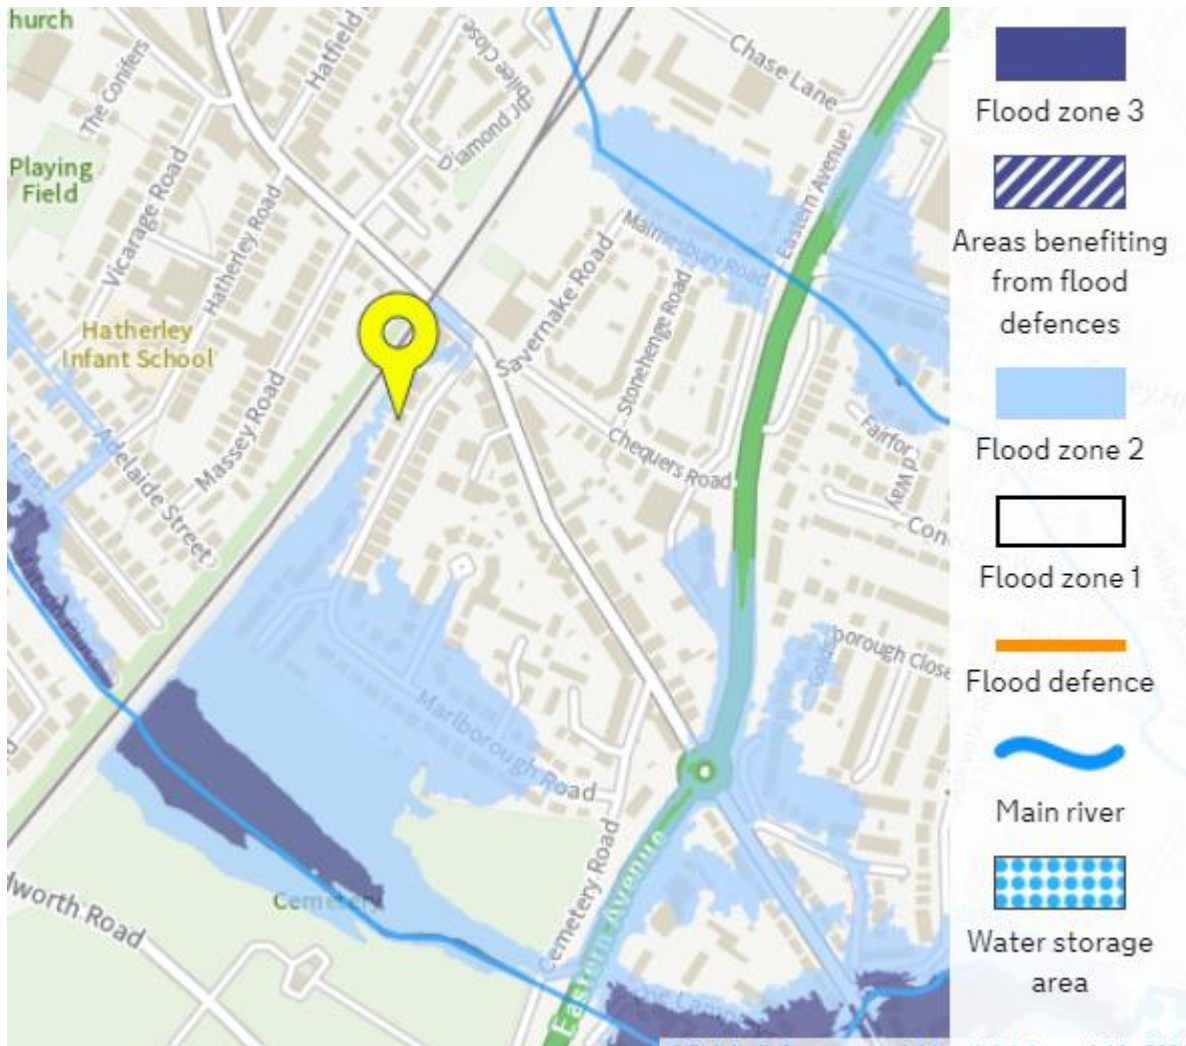 hurch
The Conifers
Hatfield
Jubilee Close
Diamond
Chase Lane
Playing
Field
Vicarage Road
Hatherley Road
Eastern Avenue
Malmesbury Road
Hatherley
Infant School
Savernake Road
Stonehenge Road
Massey Road
Adelaide Street
Chequers Road
Fairfor
d Way
Con
borough Close
Marlborough Road
Cemetery Road
Eastern Avenue
Cemetery
dworth Road
Flood zone 3
Areas benefiting
from flood
defences
Flood zone 2
Flood zone 1
Flood defence
Main river
Water storage
area